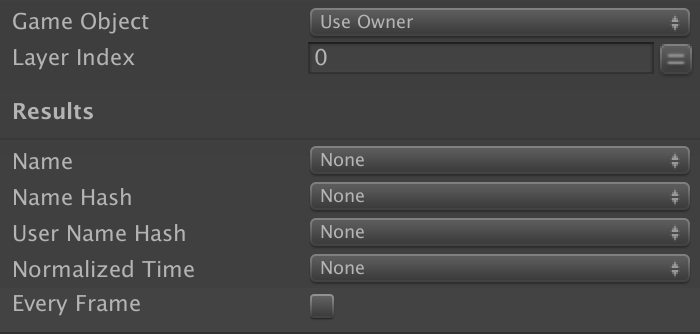 Game Object Use Owner
Layer Index 0 =
Results
Name None
Name Hash None
User Name Hash None
Normalized Time None
Every Frame